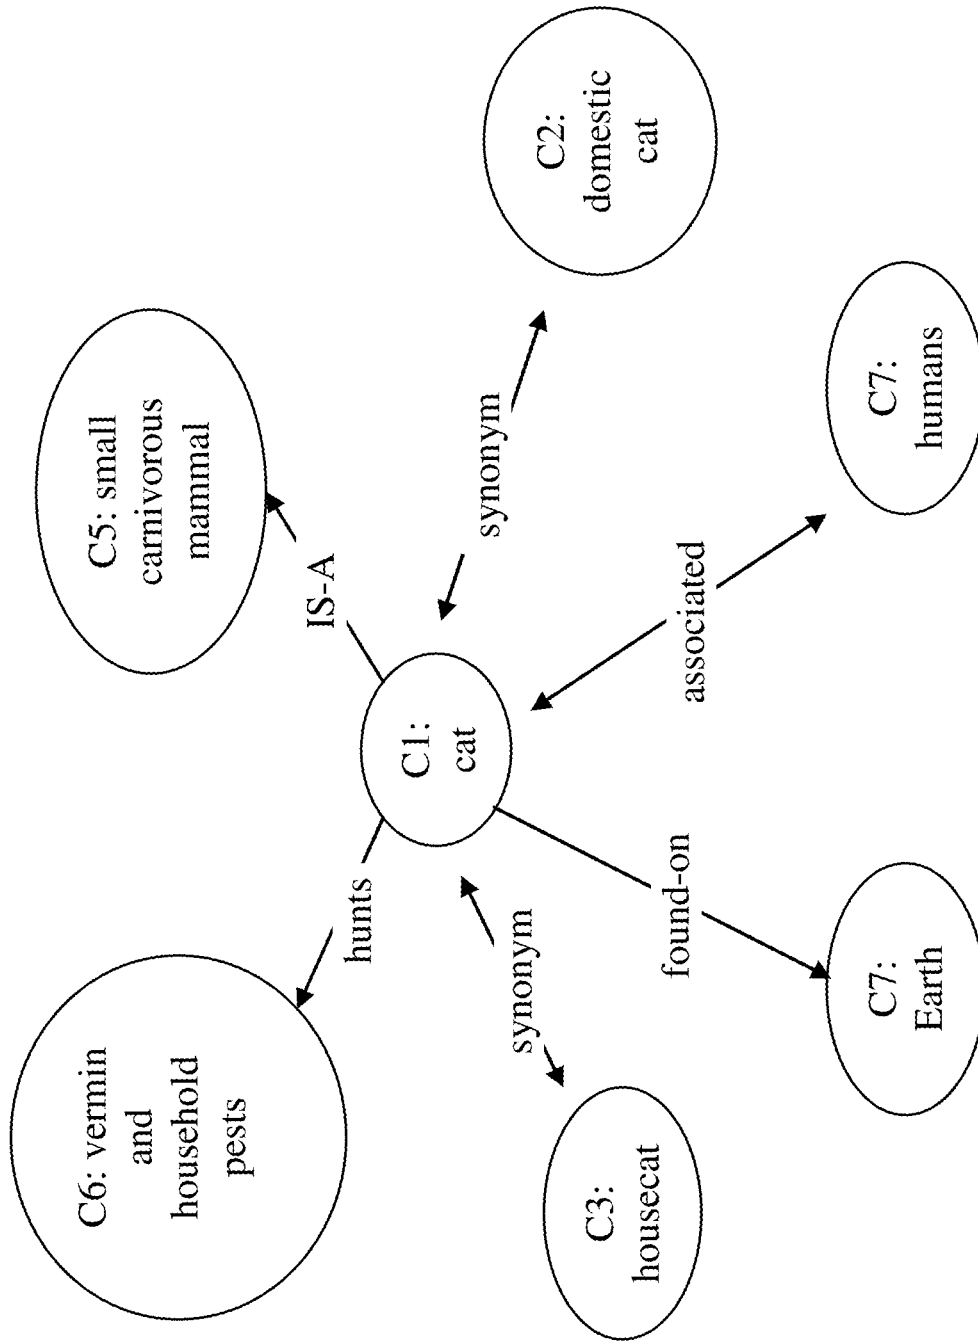 C6: vermin
and
household
pests
C5: small
carnivorous
mammal
hunts
IS-A
C1:
cat
synonym
synonym
C3:
housecat
C2:
domestic
cat
found-on
associated
C7:
Earth
C7:
humans